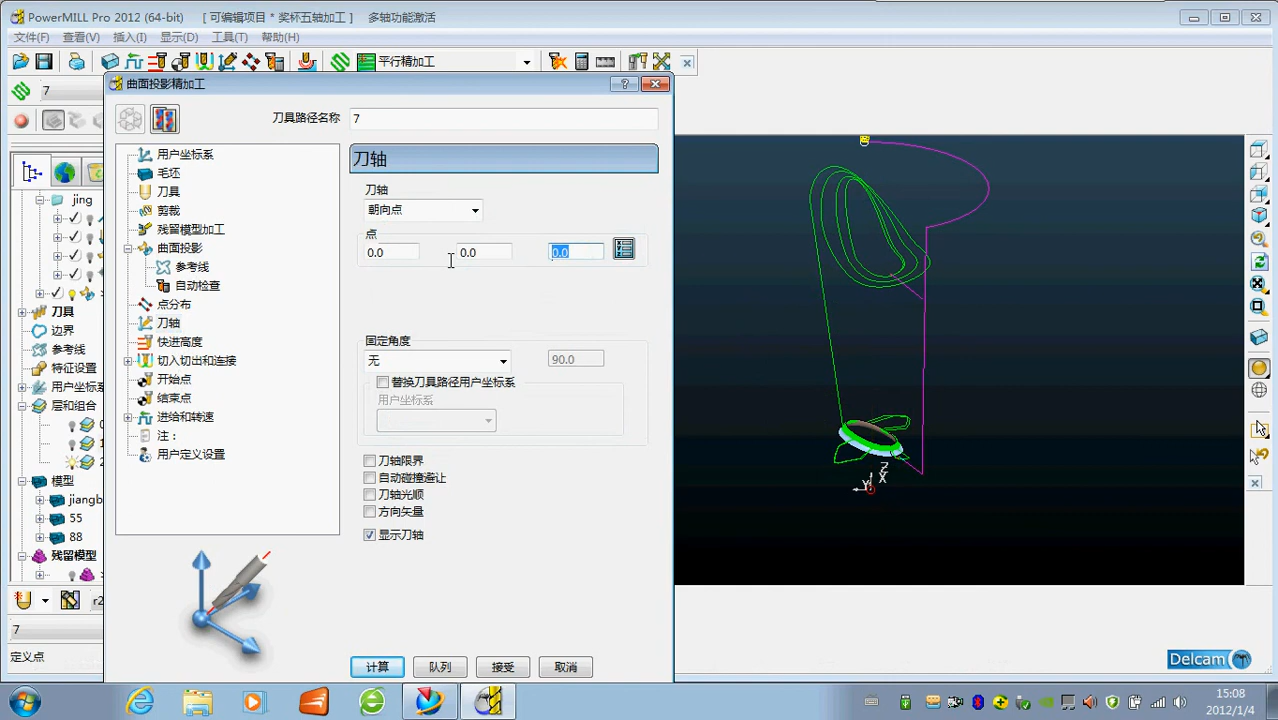 PowerMILL Pro 2012 (64-bit) [ 可编辑项目 * 奖杯五轴加工 ] 多轴功能激活
文件(F) 查看(V) 插入(I) 显示(D) 工具(T) 帮助(H)
平行精加工
7
曲面投影精加工
刀具路径名称 7
用户坐标系
毛坯
刀具
剪裁
残留模型加工
曲面投影
参考线
自动检查
点分布
刀轴
快进高度
切入切出和连接
开始点
结束点
进给和转速
注：
用户定义设置
刀轴
刀轴
朝向点
点
0.0 0.0 0.0
固定角度
无 90.0
替换刀具路径用户坐标系
用户坐标系
刀轴限界
自动碰撞避让
刀轴光顺
方向矢量
显示刀轴
计算 队列 接受 取消
jing
刀具
边界
参考线
特征设置
用户坐标系
层和组合
模型
jiangb
55
88
残留模型
7
定义点
Z
X
Y
Delcam
15:08
2012/1/4